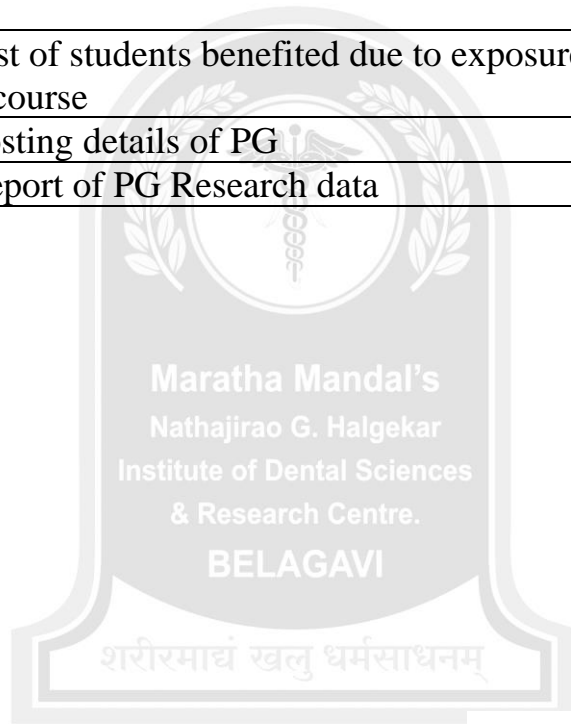 st of students benefited due to exposure
course
sting details of PG
eport of PG Research data
Maratha Mandal's
Nathajirao G. Halgekar
Institute of Dental Sciences
& Research Centre.
BELAGAVI
शरीरमाद्यं खलु धर्मसाधनम्